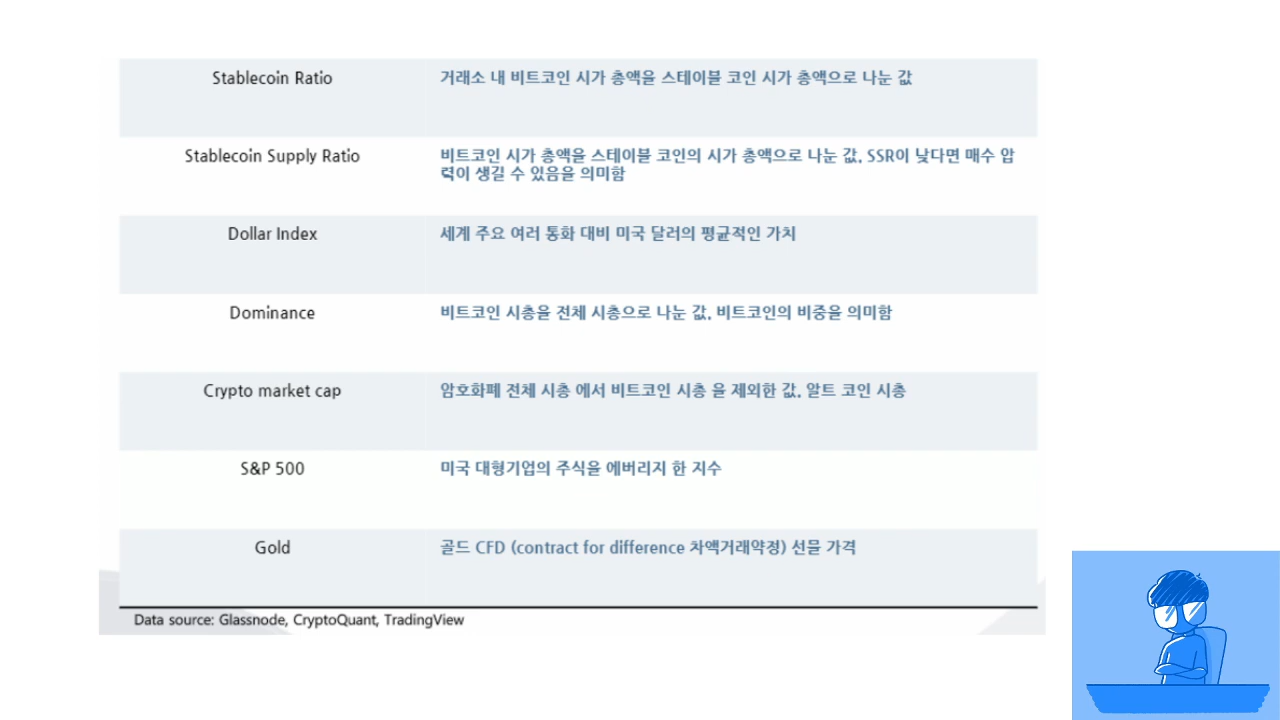 Stablecoin Ratio
거래소 내 비트코인 시가 총액을 스테이블 코인 시가 총액으로 나눈 값
Stablecoin Supply Ratio
비트코인 시가 총액을 스테이블 코인의 시가 총액으로 나눈 값. SSR이 낮다면 매수 압
력이 생길 수 있음을 의미함
Dollar Index
세계 주요 여러 통화 대비 미국 달러의 평균적인 가치
Dominance
비트코인 시총을 전체 시총으로 나눈 값. 비트코인의 비중을 의미함
Crypto market cap
암호화폐 전체 시총 에서 비트코인 시총 을 제외한 값. 알트 코인 시총
S&P 500
미국 대형기업의 주식을 에버리지 한 지수
Gold
골드 CFD (contract for difference 차액거래약정) 선물 가격
Data source: Glassnode, CryptoQuant, TradingView